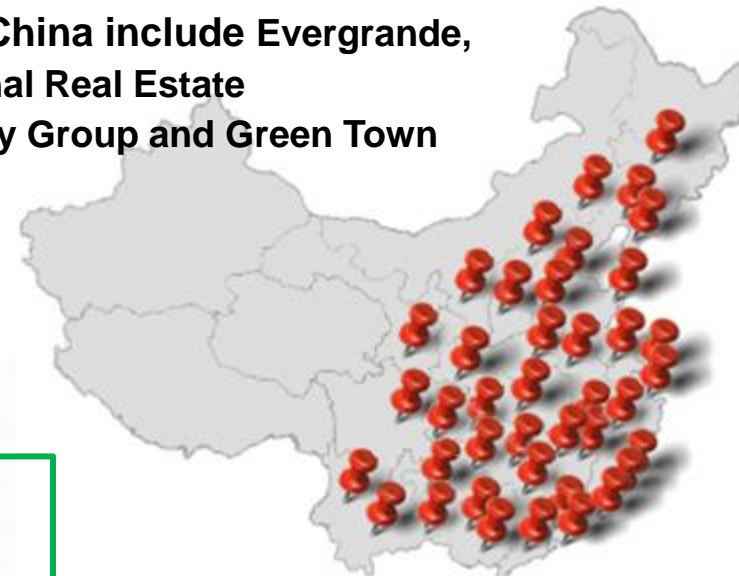 China include Evergrande,
nal Real Estate
y Group and Green Town